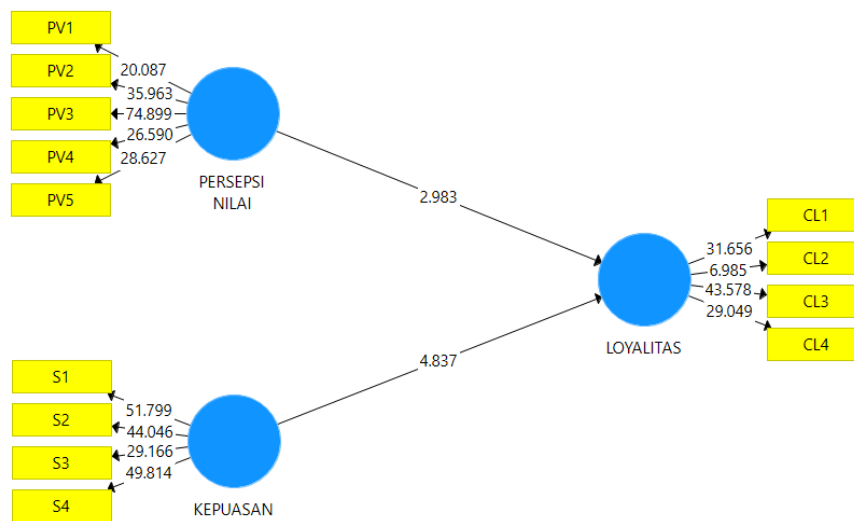 PV1
PV2
PV3
PV4
PV5
20.087
35.963
74.899
26.590
28.627
PERSEPSI
NILAI
2.983
CL1
CL2
CL3
CL4
31.656
6.985
43.578
29.049
LOYALITAS
4.837
S1
S2
S3
S4
51.799
44.046
29.166
49.814
KEPUASAN